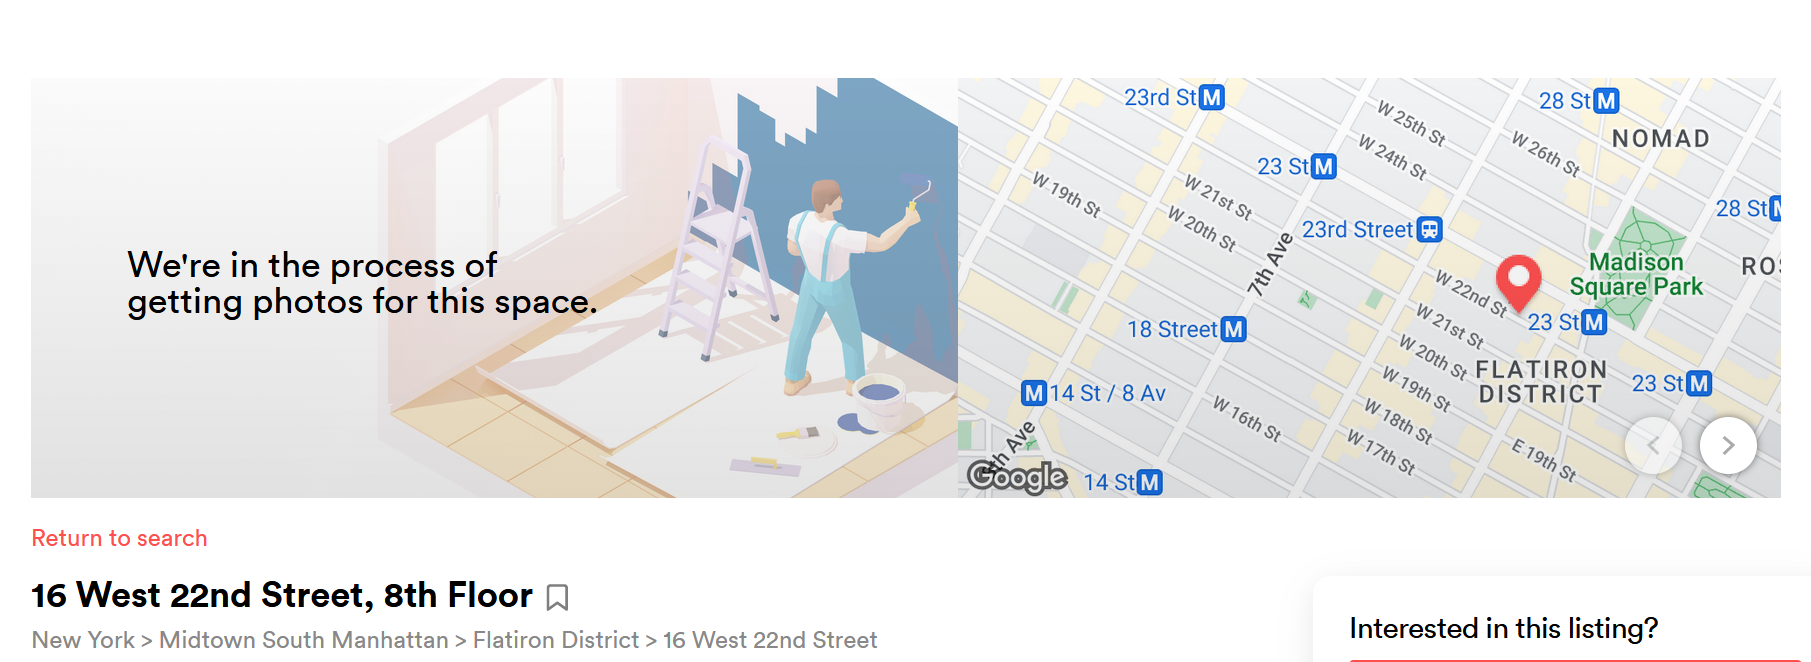 We're in the process of
getting photos for this space.
23rd St M
28 St M
W 25th St
NOMAD
W 26th St
W 24th St
23 St M
W 19th St
W 21st St
28 St
W 20th St
23rd Street
7th Ave
Madison
Square Park
W 22nd St
W 21st St
23 St M
18 Street M
W 20th St
FLATIRON
DISTRICT
W 19th St
23 St M
M 14 St / 8 Av
W 16th St
W 18th St
W 17th St
E 19th St
Google
14 St M
Return to search
16 West 22nd Street, 8th Floor
New York > Midtown South Manhattan > Flatiron District > 16 West 22nd Street
Interested in this listing?